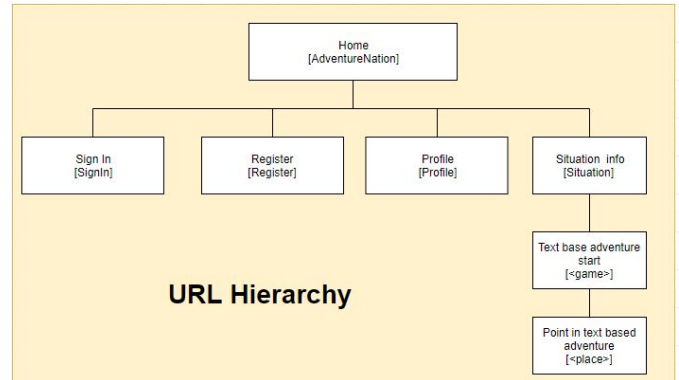 Home
[AdventureNation]
Sign In
[SignIn]
Register
[Register]
Profile
[Profile]
Situation info
[Situation]
Text base adventure
start
[<game>]
URL Hierarchy
Point in text based
adventure
[<place>]